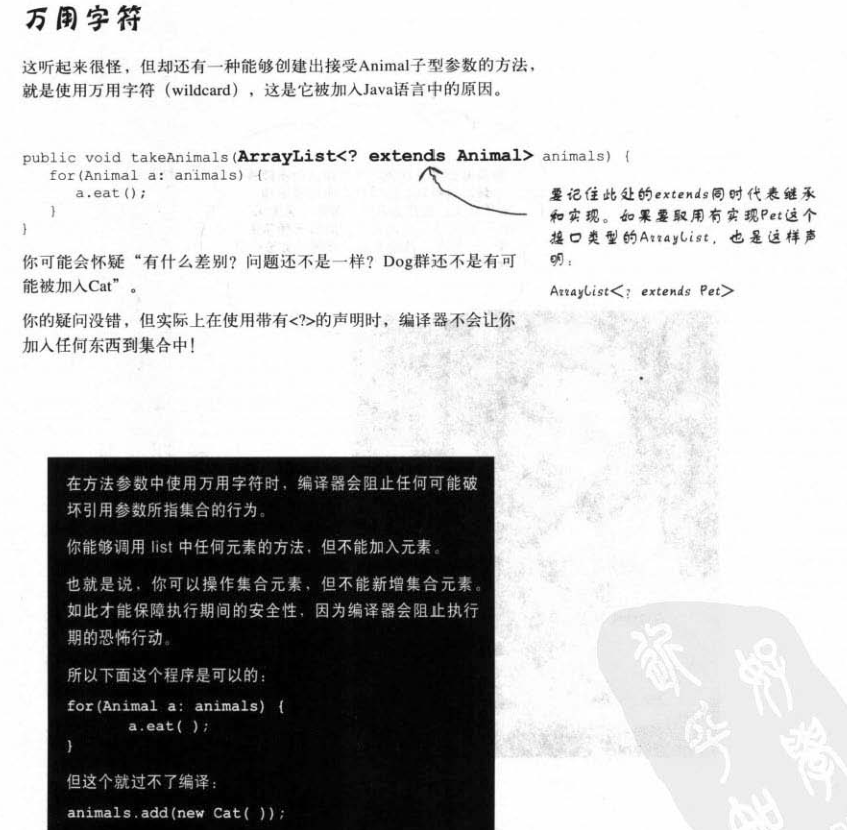 万用字符
这听起来很怪，但却还有一种能够创建出接受Animal子型参数的方法，
就是使用万用字符（wildcard），这是它被加入Java语言中的原因。
public void takeAnimals(ArrayList<? extends Animal> animals) {
for(Animal a: animals) {
a.eat();
}
}
要记住此处的extends同时代表继承
和实现。如果要取用有实现Pet这个
接口类型的ArrayList，也是这样声
明：
ArrayList<? extends Pet>
你可能会怀疑“有什么差别？问题还不是一样？Dog群还不是有可
能被加入Cat”。
你的疑问没错，但实际上在使用带有<?>的声明时，编译器不会让你
加入任何东西到集合中！
在方法参数中使用万用字符时，编译器会阻止任何可能破
坏引用参数所指集合的行为。
你能够调用 list 中任何元素的方法，但不能加入元素。
也就是说，你可以操作集合元素，但不能新增集合元素。
如此才能保障执行期间的安全性，因为编译器会阻止执行
期的恐怖行动。
所以下面这个程序是可以的：
for(Animal a: animals) {
a.eat( );
}
但这个就过不了编译：
animals.add(new Cat( ));